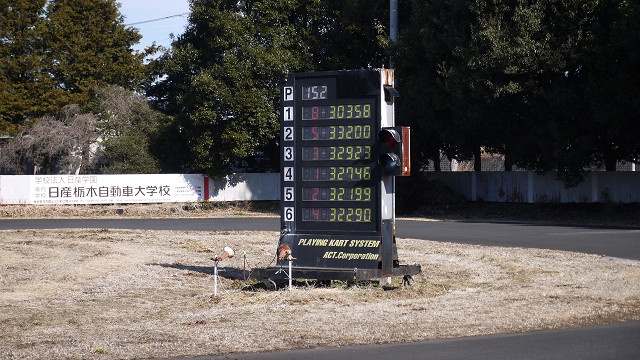 P 152
1 8 30358
2 5 33200
3 3 32923
4 1 32746
5 2 32199
6 4 32290
PLAYING KART SYSTEM
ACT.Corporation
学校法人日産学園
日産栃木自動車大学校